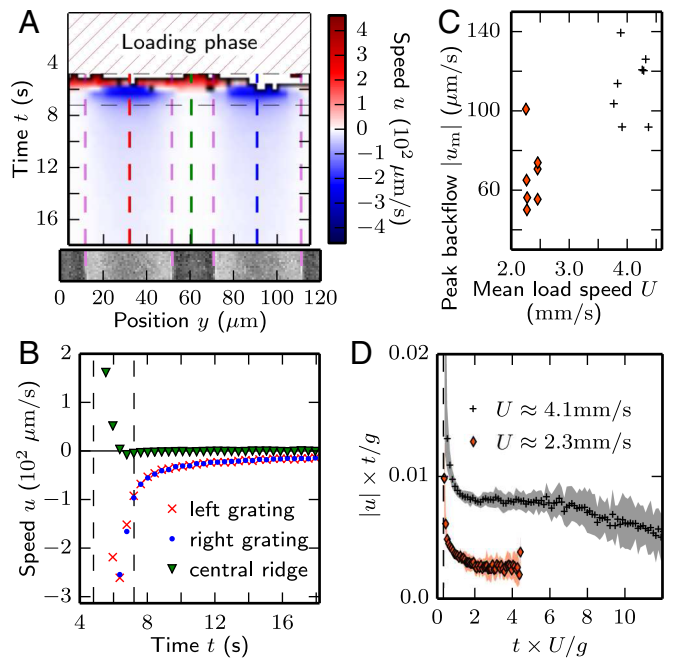 A
Loading phase
Time t (s)
4
8
12
16
4
3
2
1
0
−1
−2
−3
−4
Speed u (10² μm/s)
0 20 40 60 80 100 120
Position y (μm)
C
Peak backflow |uₘ| (μm/s)
140
100
60
2.0 3.0 4.0
Mean load speed U
(mm/s)
B
Speed u (10² μm/s)
2
1
0
−1
−2
−3
left grating
right grating
central ridge
4 8 12 16
Time t (s)
D
|u| × t/g
0.02
0.01
0.0
U ≈ 4.1mm/s
U ≈ 2.3mm/s
0 2 4 6 8 10
t × U/g